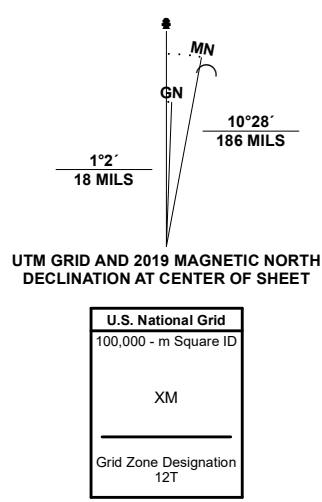 MN
GN
10°28´
186 MILS
1°2´
18 MILS
UTM GRID AND 2019 MAGNETIC NORTH
DECLINATION AT CENTER OF SHEET
U.S. National Grid
100,000 - m Square ID
XM
Grid Zone Designation
12T